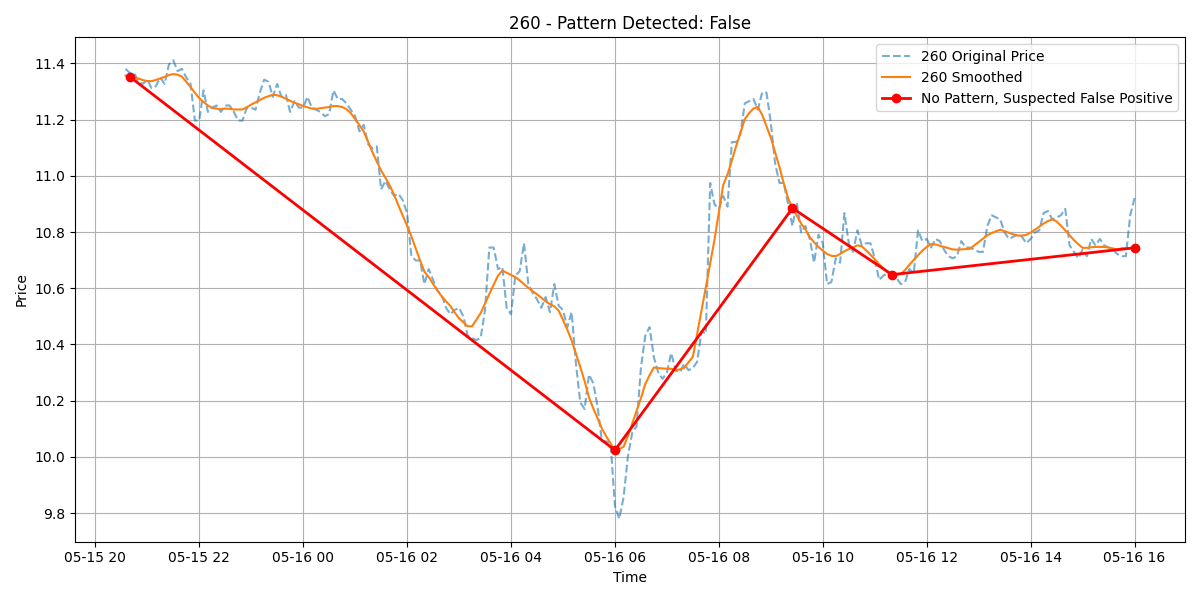 260 - Pattern Detected: False
260 Original Price
260 Smoothed
No Pattern, Suspected False Positive
Price
11.4
11.2
11.0
10.8
10.6
10.4
10.2
10.0
9.8
05-15 20 05-15 22 05-16 00 05-16 02 05-16 04 05-16 06 05-16 08 05-16 10 05-16 12 05-16 14 05-16 16
Time